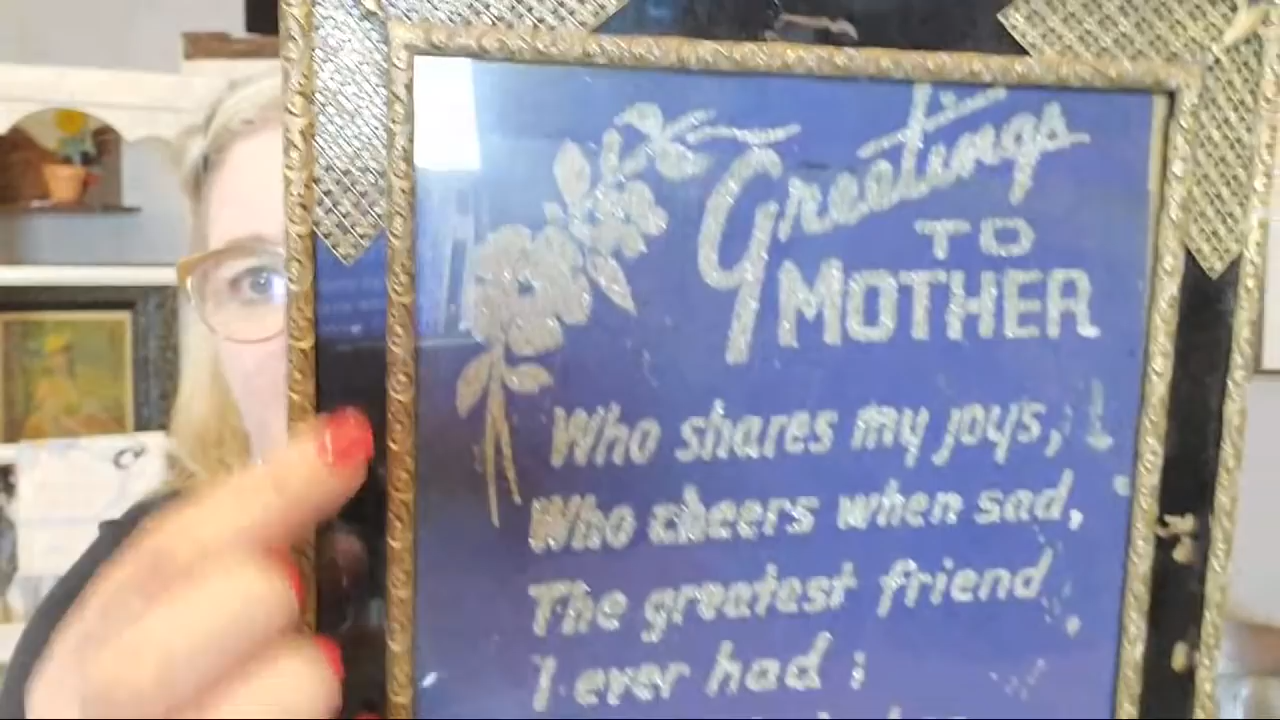 Greetings
TO
MOTHER
Who shares my joys,
Who cheers when sad,
The greatest friend
I ever had;